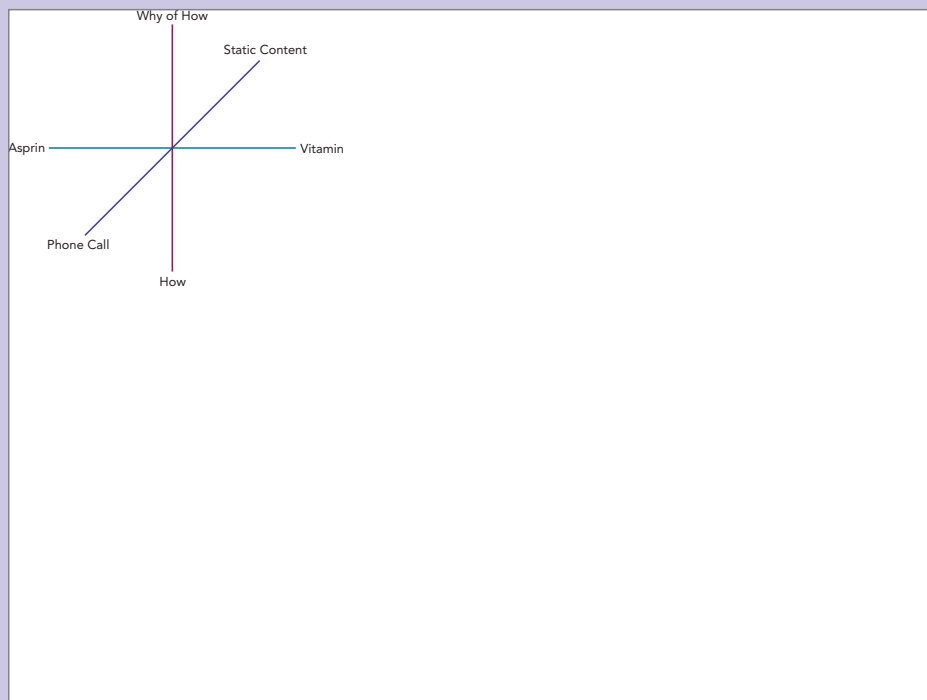 Why of How
Static Content
Asprin
Vitamin
Phone Call
How